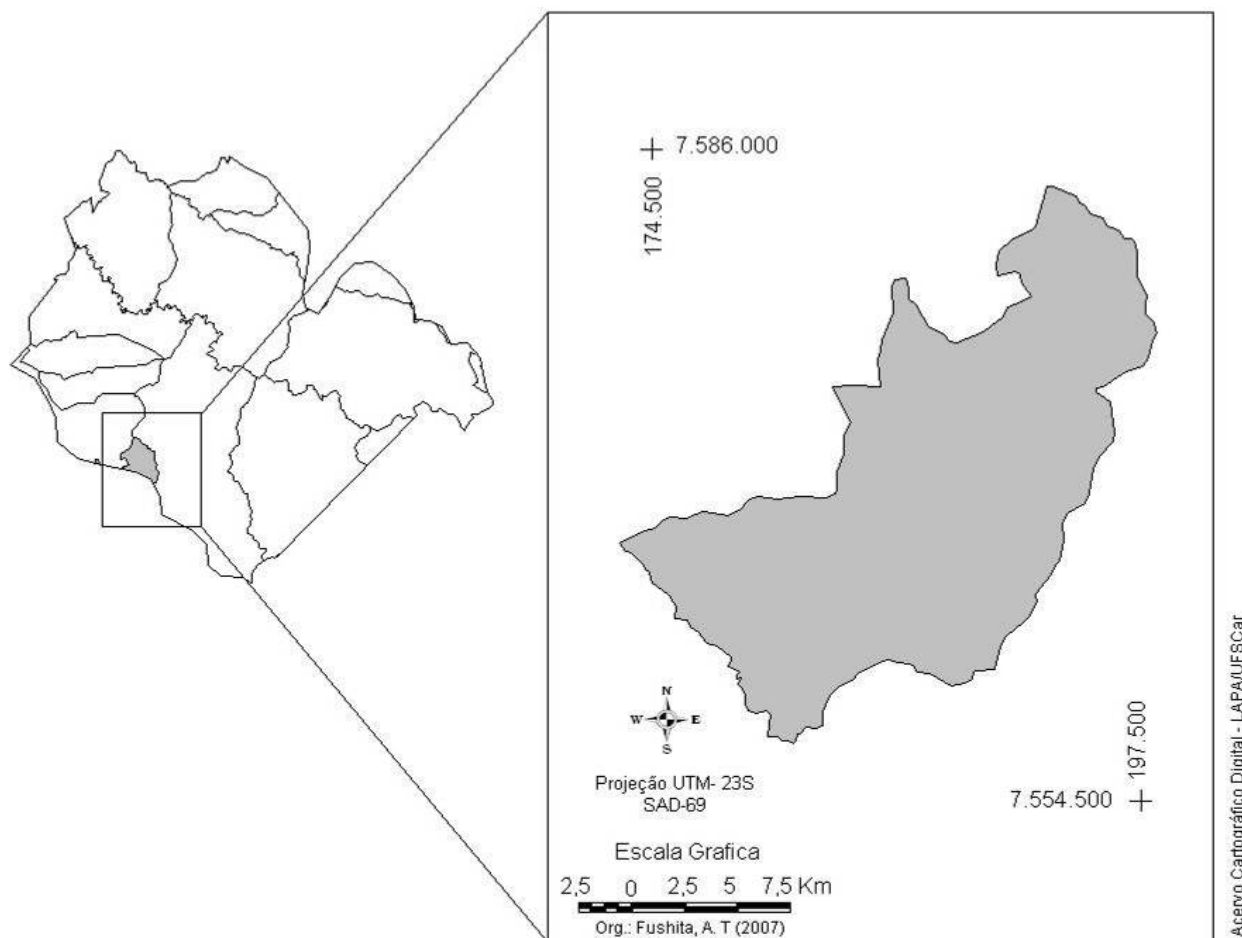 7.586.000
174.500
N
W E
S
Projeção UTM- 23S
SAD-69
197.500
7.554.500
Escala Grafica
2,5 0 2,5 5 7,5 Km
Org.: Fushita, A. T (2007)
Acervo Cartográfico Digital - LAPA/UFSCar